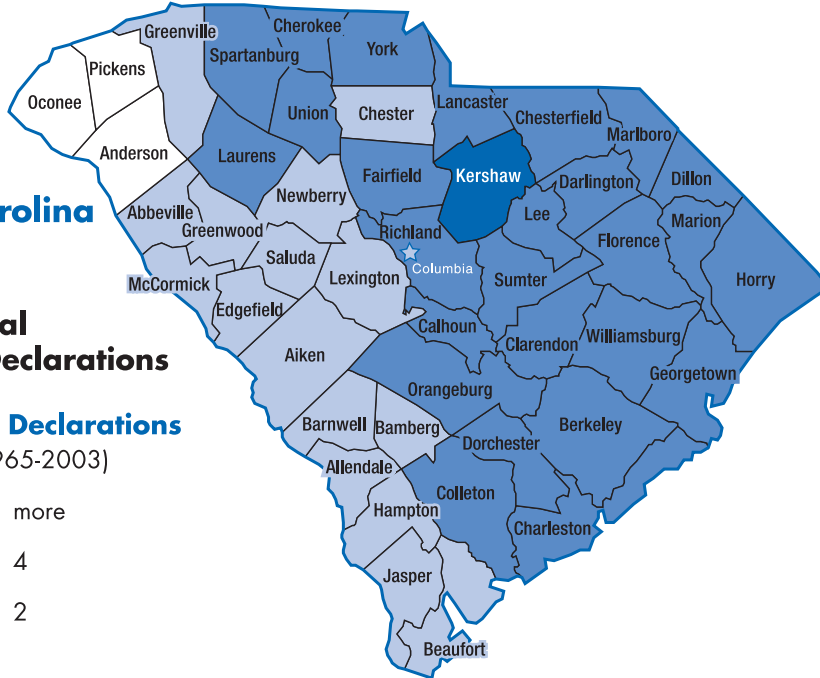 Greenville
Cherokee
Spartanburg
York
Pickens
Oconee
Union
Chester
Lancaster
Chesterfield
Marlboro
Anderson
Laurens
Fairfield
Kershaw
Darlington
Dillon
Newberry
rolina
Abbeville
Greenwood
Richland
Lee
Marion
Florence
Saluda
Columbia
McCormick
Lexington
Sumter
Horry
Edgefield
al
Calhoun
Clarendon
Williamsburg
Declarations
Aiken
Georgetown
Orangeburg
Declarations
Barnwell
Bamberg
Berkeley
Dorchester
965-2003)
Allendale
Colleton
more
Hampton
Charleston
4
Jasper
2
Beaufort